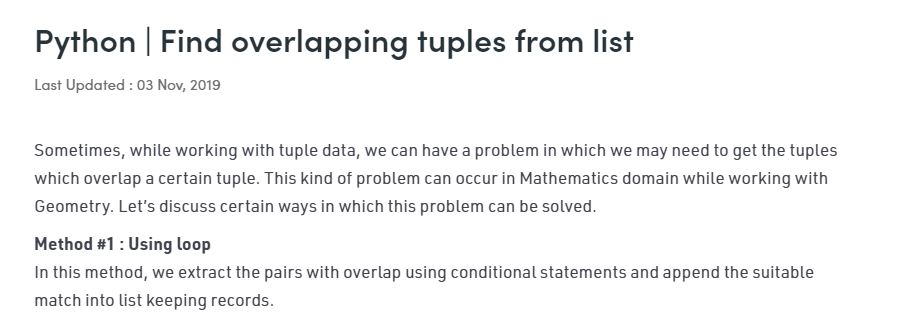 Python | Find overlapping tuples from list
Last Updated : 03 Nov, 2019
Sometimes, while working with tuple data, we can have a problem in which we may need to get the tuples
which overlap a certain tuple. This kind of problem can occur in Mathematics domain while working with
Geometry. Let’s discuss certain ways in which this problem can be solved.
Method #1 : Using loop
In this method, we extract the pairs with overlap using conditional statements and append the suitable
match into list keeping records.